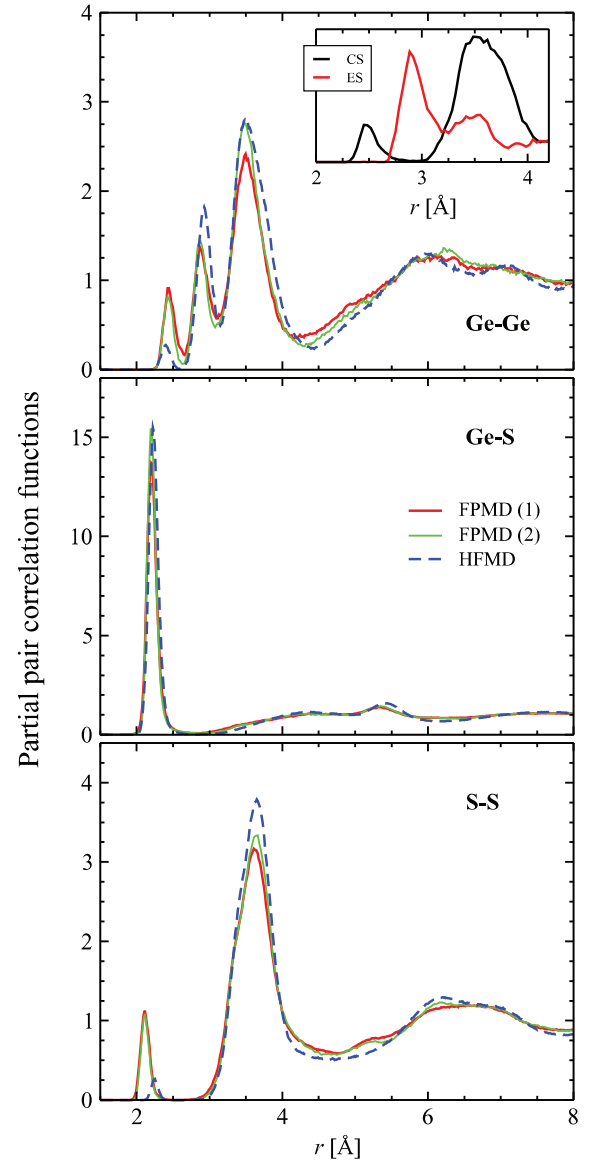 Partial pair correlation functions
4
3
2
1
0
CS
ES
2
3
4
r [Å]
Ge-Ge
15
10
5
0
Ge-S
FPMD (1)
FPMD (2)
HFMD
4
3
2
1
0
S-S
2
4
6
8
r [Å]